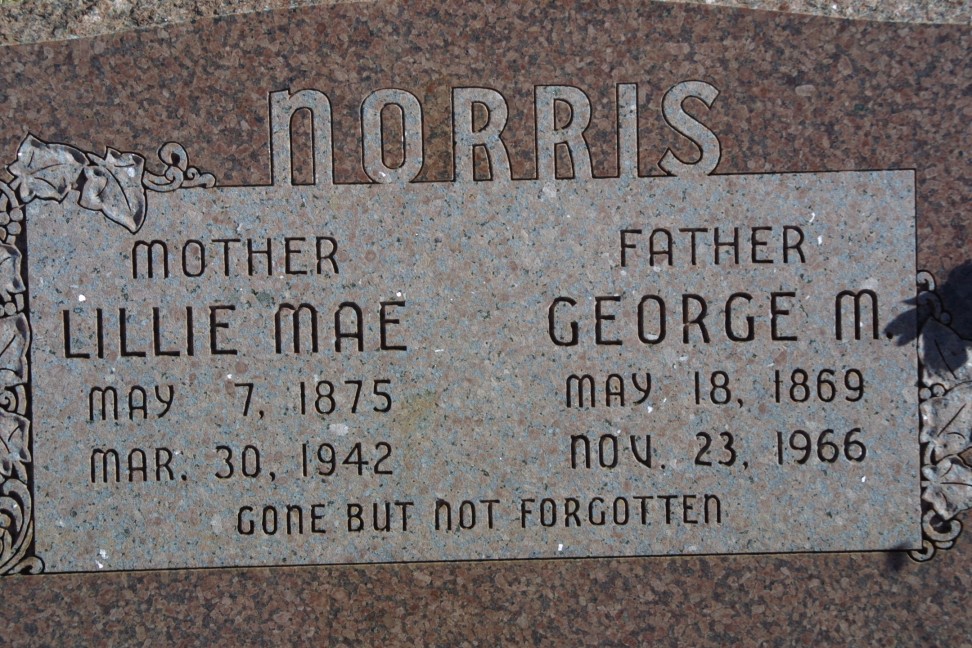 NORRIS
MOTHER
LILLIE MAE
MAY 7, 1875
MAR. 30, 1942
FATHER
GEORGE M.
MAY 18, 1869
NOV. 23, 1966
GONE BUT NOT FORGOTTEN